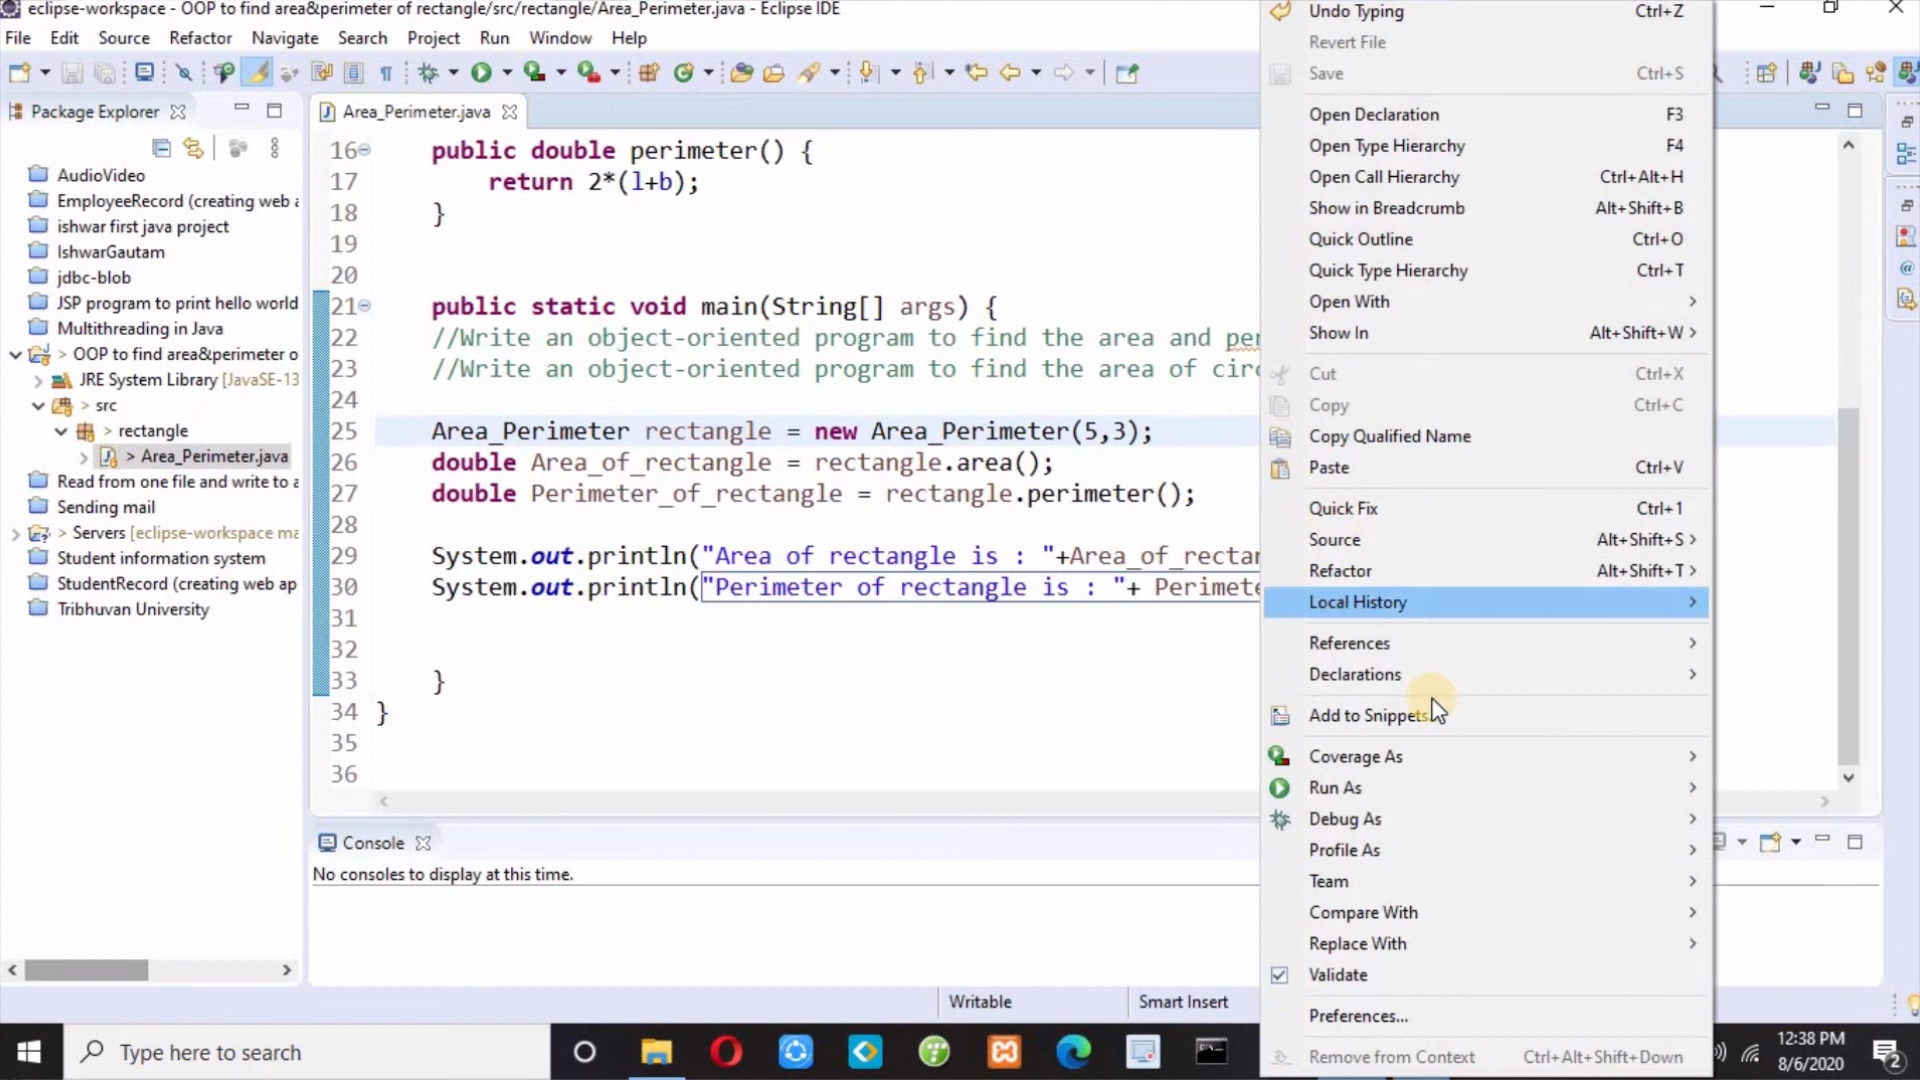 eclipse-workspace - OOP to find area&perimeter of rectangle/src/rectangle/Area_Perimeter.java - Eclipse IDE
File Edit Source Refactor Navigate Search Project Run Window Help
Package Explorer
AudioVideo
EmployeeRecord (creating web a
ishwar first java project
IshwarGautam
jdbc-blob
JSP program to print hello world
Multithreading in Java
> OOP to find area&perimeter o
JRE System Library [JavaSE-13
> src
> rectangle
> Area_Perimeter.java
Read from one file and write to a
Sending mail
> Servers [eclipse-workspace ma
Student information system
StudentRecord (creating web ap
Tribhuvan University
Area_Perimeter.java
16 public double perimeter() {
17 return 2*(l+b);
18 }
19
20
21 public static void main(String[] args) {
22 //Write an object-oriented program to find the area and per
23 //Write an object-oriented program to find the area of circ
24
25 Area_Perimeter rectangle = new Area_Perimeter(5,3);
26 double Area_of_rectangle = rectangle.area();
27 double Perimeter_of_rectangle = rectangle.perimeter();
28
29 System.out.println("Area of rectangle is : "+Area_of_rectan
30 System.out.println("Perimeter of rectangle is : "+ Perimete
31
32
33 }
34 }
35
36
Console
No consoles to display at this time.
Writable Smart Insert
Undo Typing Ctrl+Z
Revert File
Save Ctrl+S
Open Declaration F3
Open Type Hierarchy F4
Open Call Hierarchy Ctrl+Alt+H
Show in Breadcrumb Alt+Shift+B
Quick Outline Ctrl+O
Quick Type Hierarchy Ctrl+T
Open With
Show In Alt+Shift+W
Cut Ctrl+X
Copy Ctrl+C
Copy Qualified Name
Paste Ctrl+V
Quick Fix Ctrl+1
Source Alt+Shift+S
Refactor Alt+Shift+T
Local History
References
Declarations
Add to Snippets...
Coverage As
Run As
Debug As
Profile As
Team
Compare With
Replace With
Validate
Preferences...
Remove from Context Ctrl+Alt+Shift+Down
Type here to search
12:38 PM
8/6/2020
2